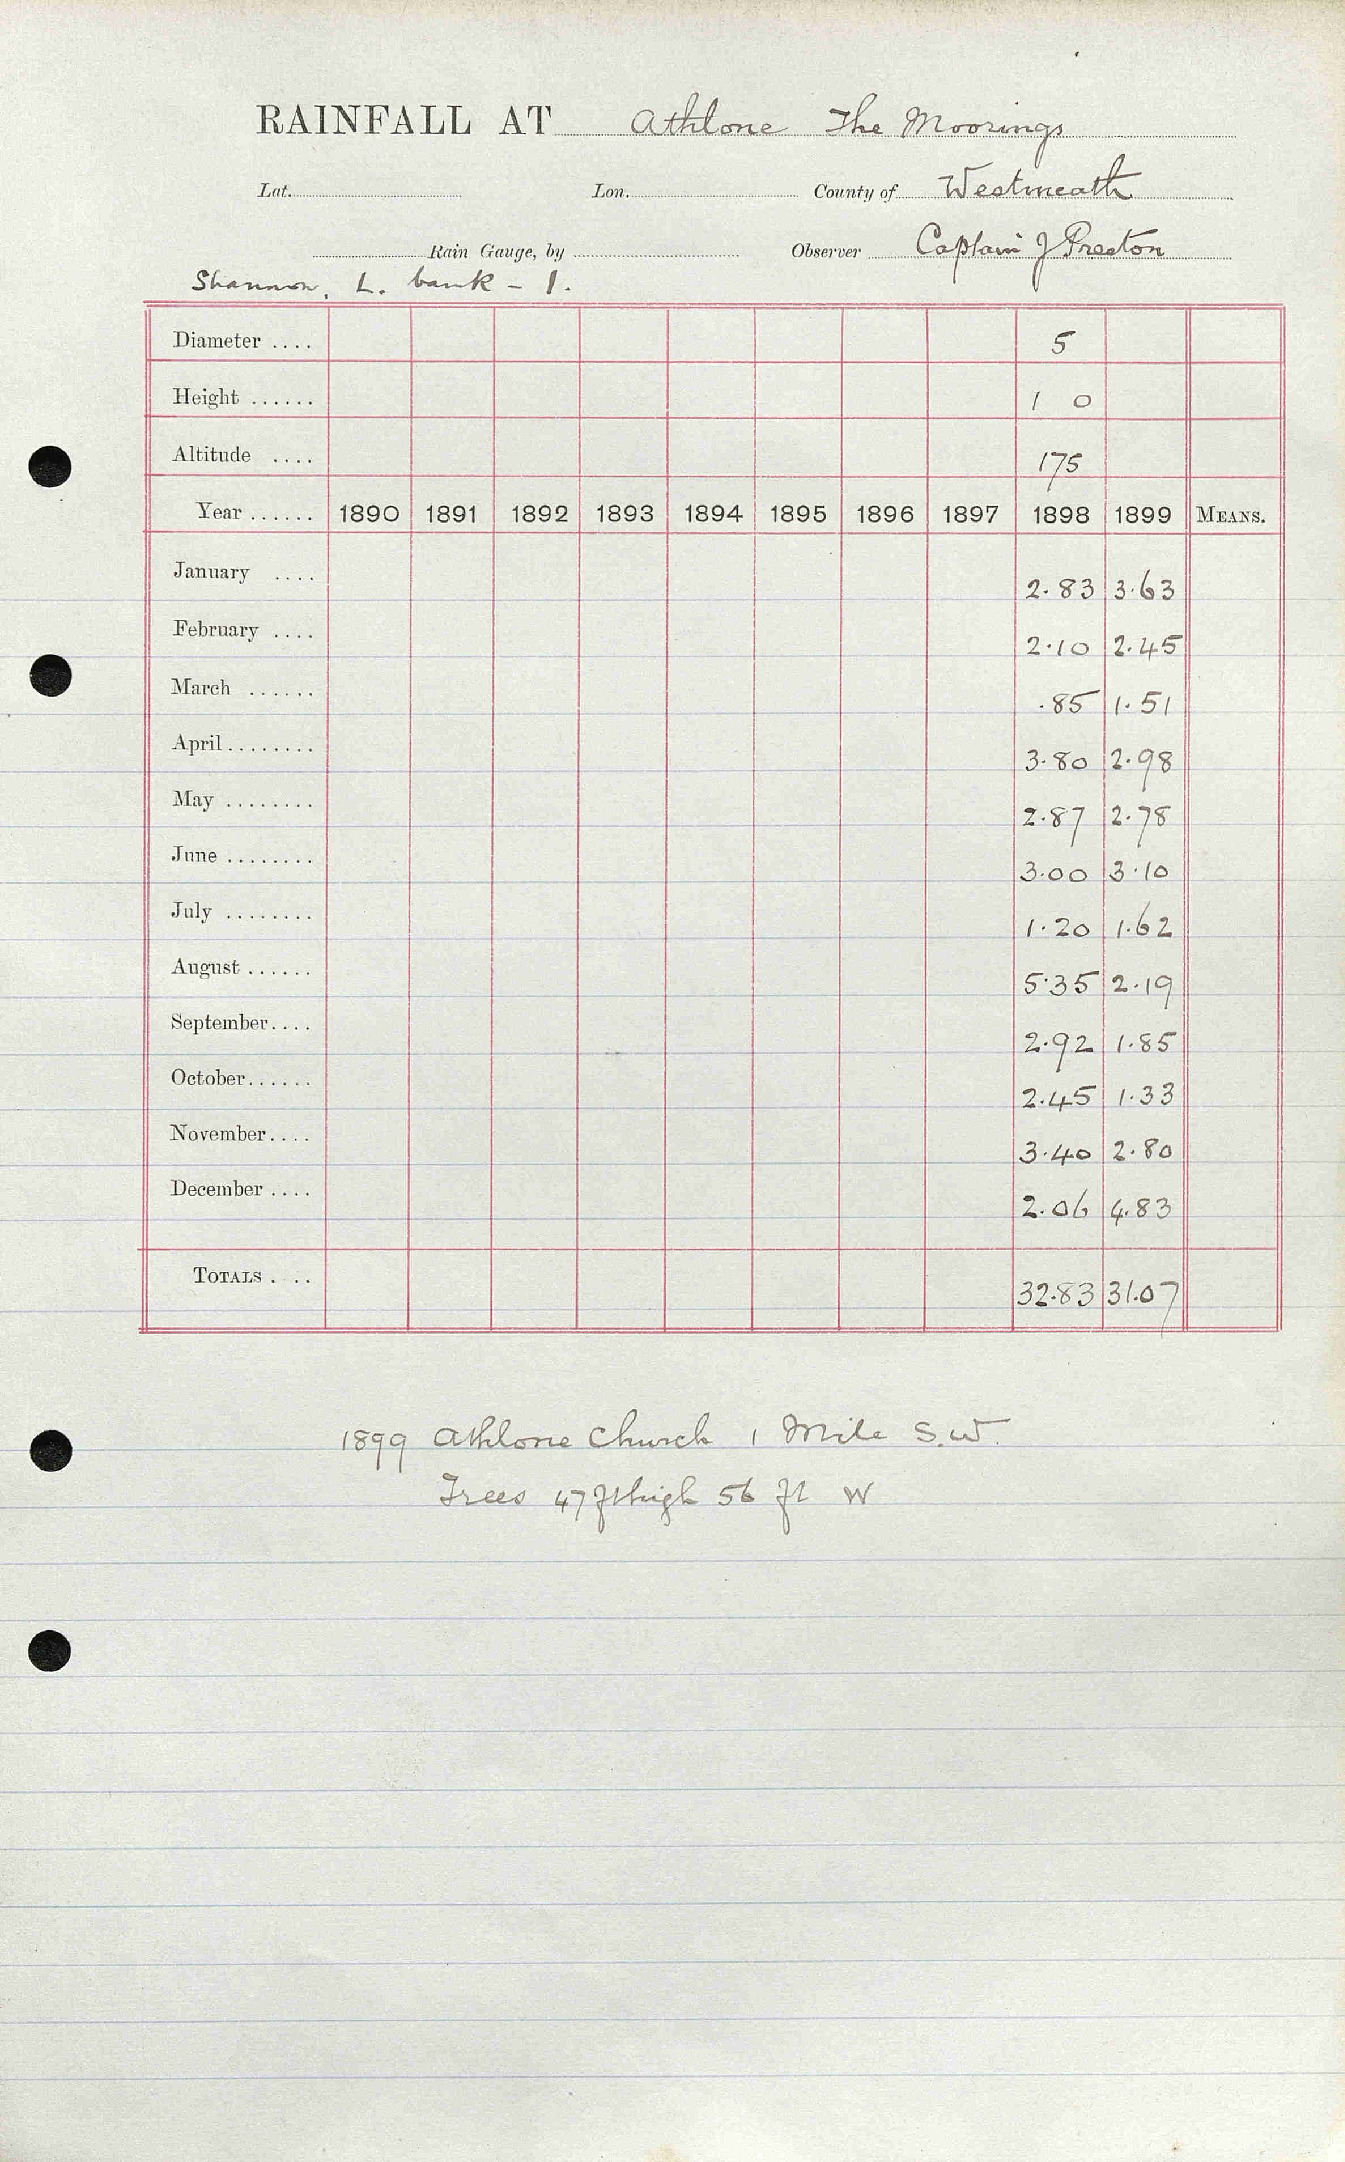 RAINFALL AT Athlone The Moorings
Lat. Lon. County of Westmeath
Rain Gauge, by Observer Captain J Preston
Shannon, L. bank - 1.
Diameter .... 5
Height ...... 1 0
Altitude .... 175
Year ...... 1890 1891 1892 1893 1894 1895 1896 1897 1898 1899 MEANS.
January .... 2.83 3.63
February .... 2.10 2.45
March ...... .85 1.51
April ........ 3.80 2.98
May ........ 2.87 2.78
June ........ 3.00 3.10
July ........ 1.20 1.62
August ...... 5.35 2.19
September.... 2.92 1.85
October...... 2.45 1.33
November.... 3.40 2.80
December .... 2.06 4.83
TOTALS . .. 32.83 31.07
1899 Athlone Church 1 Mile S.W.
Trees 47 ft high 56 ft W